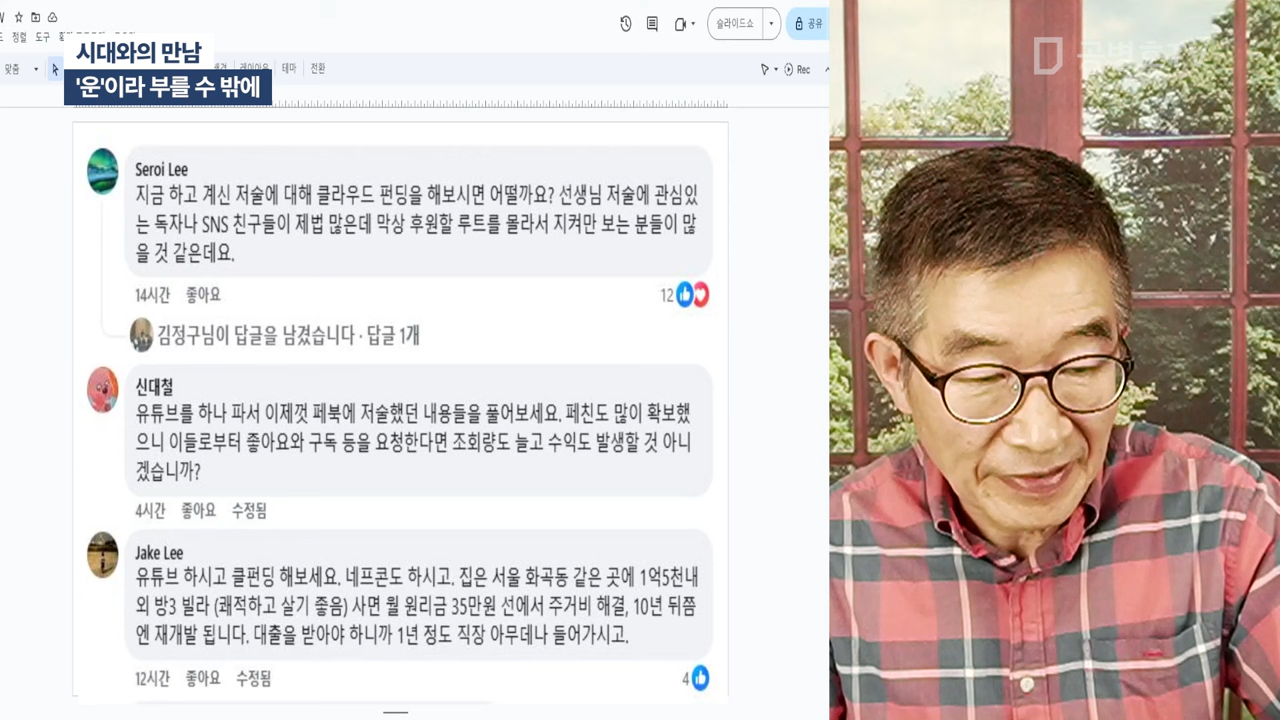 슬라이드쇼
공유
정렬 도구
시대와의 만남
맞춤
테마
전환
Rec
'운'이라 부를 수 밖에
Seroi Lee
지금 하고 계신 저술에 대해 클라우드 펀딩을 해보시면 어떨까요? 선생님 저술에 관심있
는 독자나 SNS 친구들이 제법 많은데 막상 후원할 루트를 몰라서 지켜만 보는 분들이 많
을 것 같은데요.
14시간 좋아요
12
김정구님이 답글을 남겼습니다 · 답글 1개
신대철
유튜브를 하나 파서 이제껏 페북에 저술했던 내용들을 풀어보세요. 페친도 많이 확보했
으니 이들로부터 좋아요와 구독 등을 요청한다면 조회량도 늘고 수익도 발생할 것 아니
겠습니까?
4시간 좋아요 수정됨
Jake Lee
유튜브 하시고 클펀딩 해보세요. 네프콘도 하시고. 집은 서울 화곡동 같은 곳에 1억5천내
외 방3 빌라 (쾌적하고 살기 좋음) 사면 월 원리금 35만원 선에서 주거비 해결, 10년 뒤쯤
엔 재개발 됩니다. 대출을 받아야 하니까 1년 정도 직장 아무데나 들어가시고.
12시간 좋아요 수정됨
4